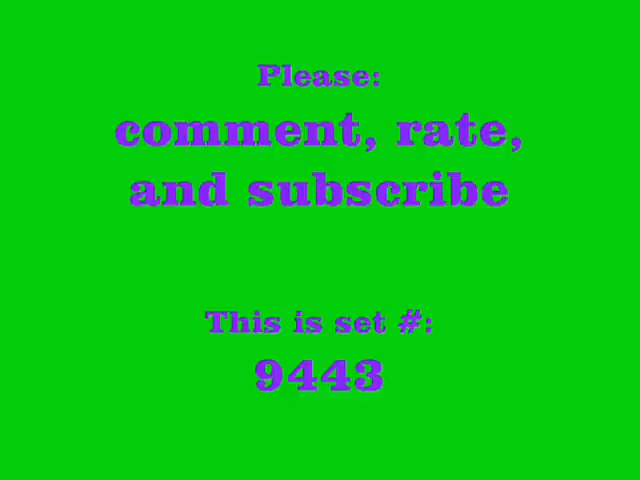 Please:
comment, rate,
and subscribe
This is set #:
9443